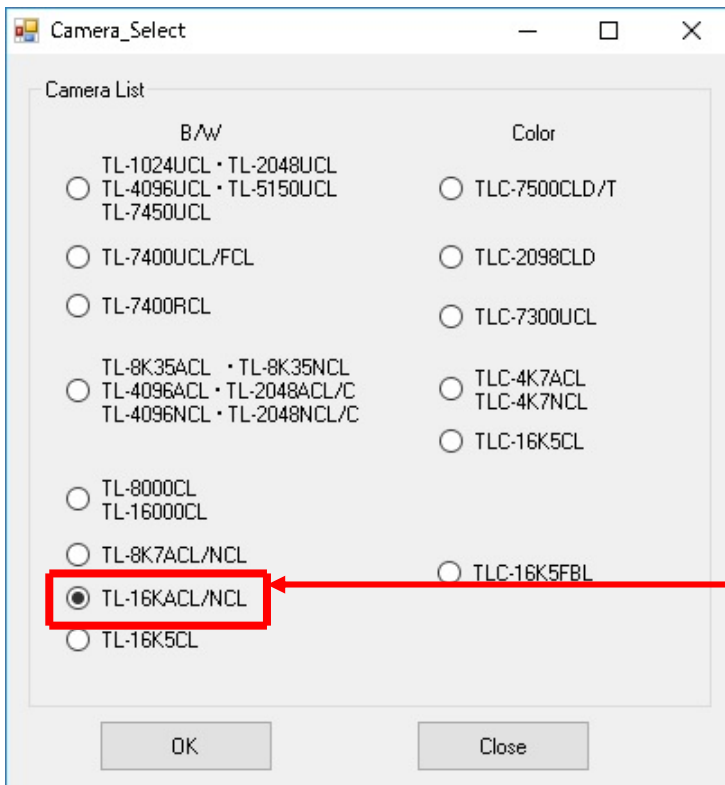 Camera_Select
Camera List
B/W
TL-1024UCL・TL-2048UCL
TL-4096UCL・TL-5150UCL
TL-7450UCL
TL-7400UCL/FCL
TL-7400RCL
TL-8K35ACL ・TL-8K35NCL
TL-4096ACL・TL-2048ACL/C
TL-4096NCL・TL-2048NCL/C
TL-8000CL
TL-16000CL
TL-8K7ACL/NCL
TL-16KACL/NCL
TL-16K5CL
Color
TLC-7500CLD/T
TLC-2098CLD
TLC-7300UCL
TLC-4K7ACL
TLC-4K7NCL
TLC-16K5CL
TLC-16K5FBL
OK
Close